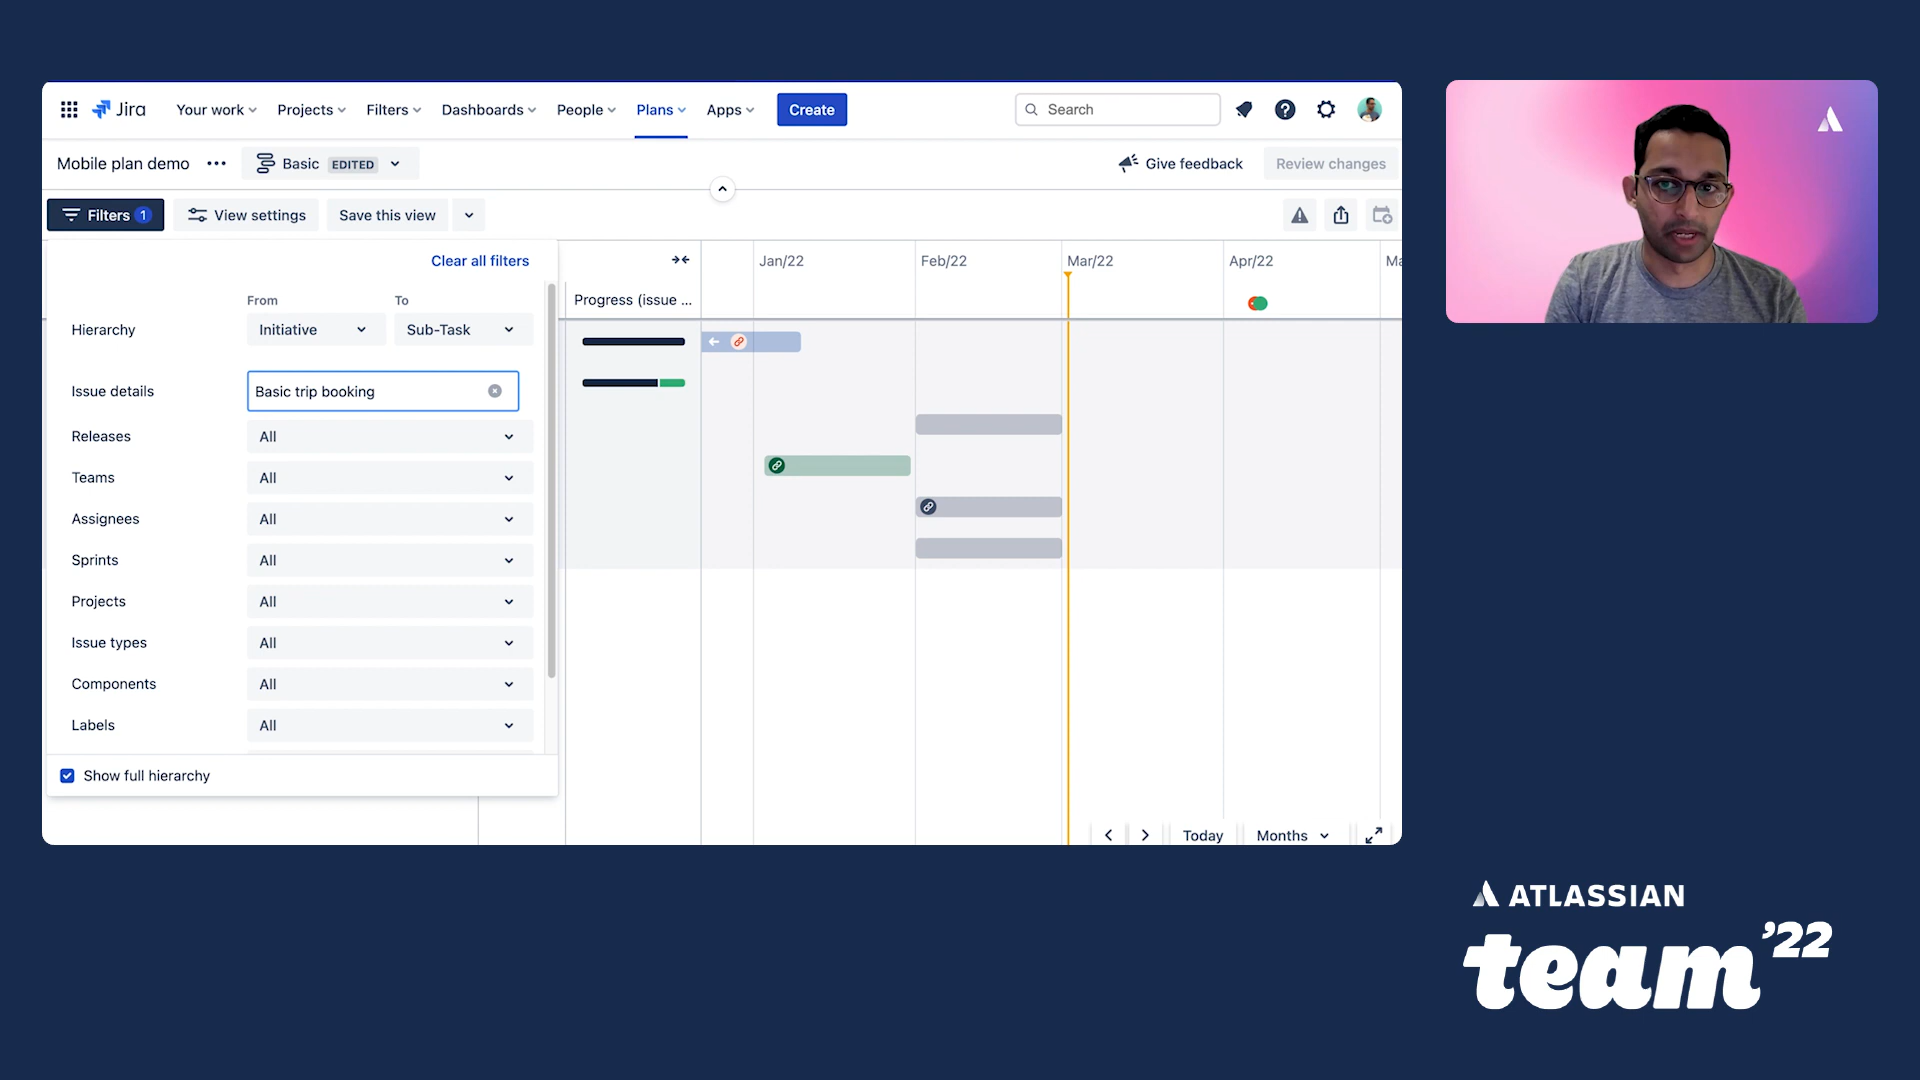 Jira Your work Projects Filters Dashboards People Plans Apps Create Search
Mobile plan demo Basic EDITED Give feedback Review changes
Filters 1 View settings Save this view
Clear all filters Jan/22 Feb/22 Mar/22 Apr/22 Ma
From To Progress (issue ...
Hierarchy Initiative Sub-Task
Issue details Basic trip booking
Releases All
Teams All
Assignees All
Sprints All
Projects All
Issue types All
Components All
Labels All
Show full hierarchy
Today Months
ATLASSIAN
team '22